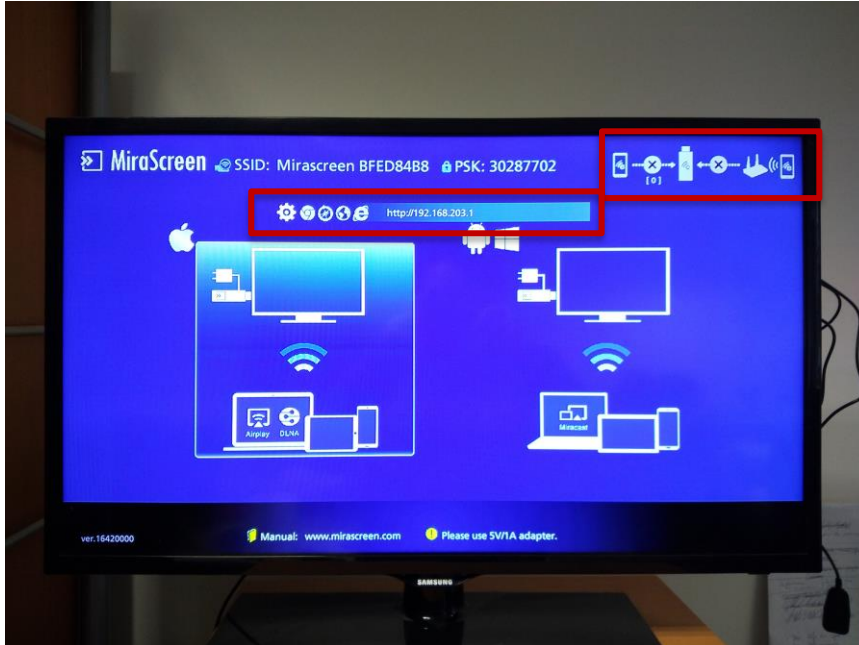 MiraScreen SSID: Mirascreen BFED84B8 PSK: 30287702
[0]
http://192.168.203.1
Airplay DLNA
Miracast
ver.16420000 Manual: www.mirascreen.com Please use 5V/1A adapter.
SAMSUNG